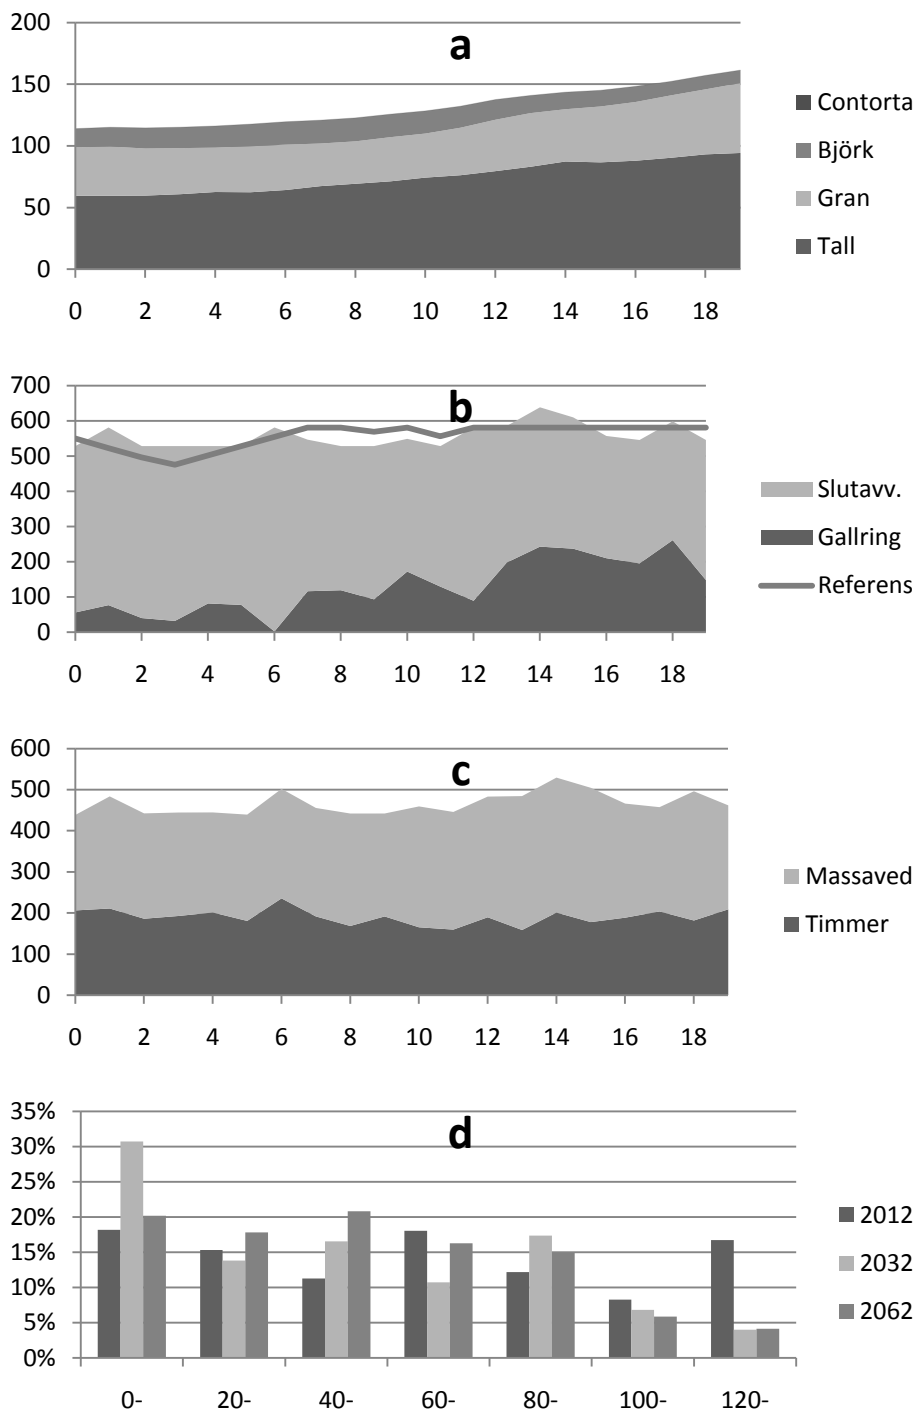 a
200
150
100
50
0
0 2 4 6 8 10 12 14 16 18
Contorta
Björk
Gran
Tall
b
700
600
500
400
300
200
100
0
0 2 4 6 8 10 12 14 16 18
Slutavv.
Gallring
Referens
c
600
500
400
300
200
100
0
0 2 4 6 8 10 12 14 16 18
Massaved
Timmer
d
35%
30%
25%
20%
15%
10%
5%
0%
0- 20- 40- 60- 80- 100- 120-
2012
2032
2062